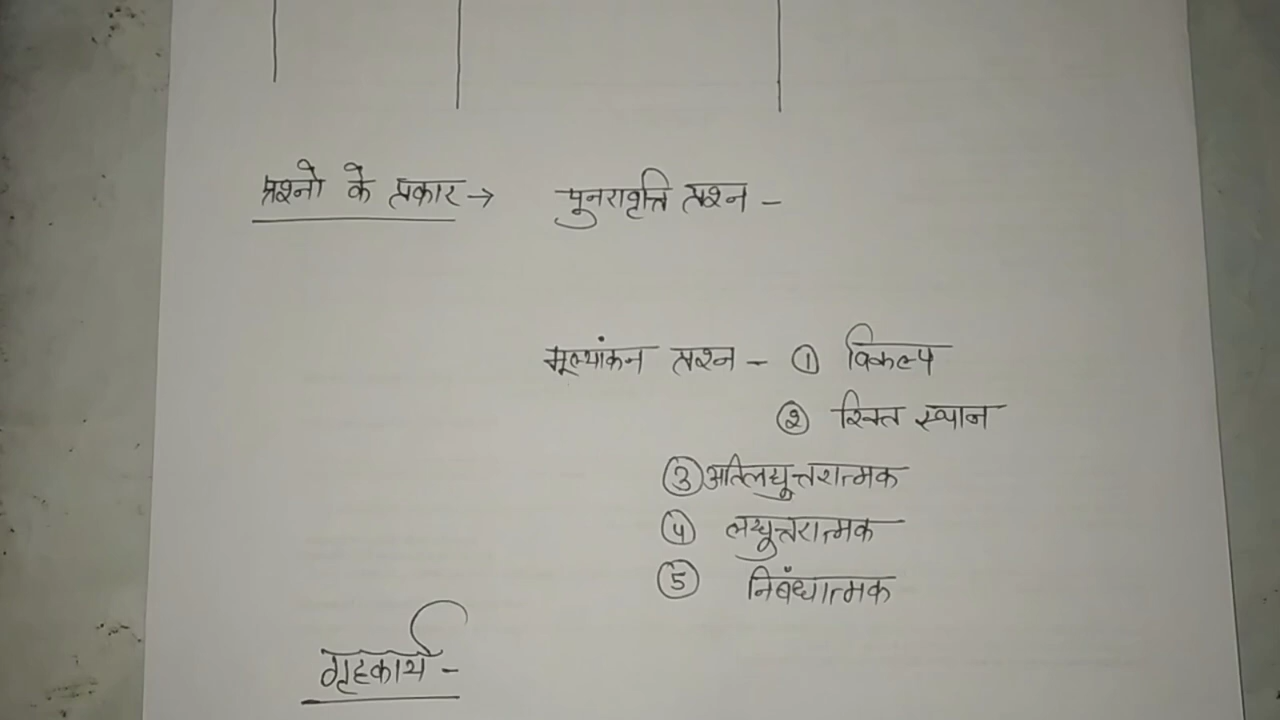 प्रश्नो के प्रकार → पुनरावृत्ति प्रश्न -
मूल्यांकन प्रश्न - ① विकल्प
② रिक्त स्थान
③ अतिलघुत्तरात्मक
④ लघुत्तरात्मक
⑤ निबंधात्मक
गृहकार्य -